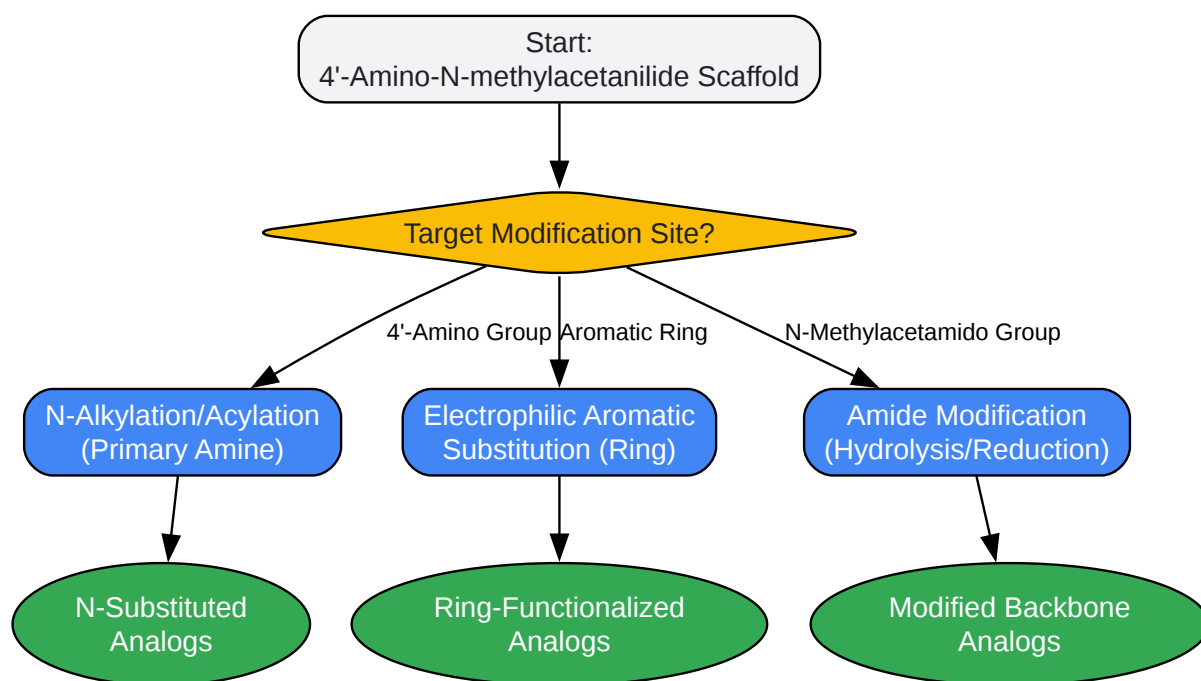 Start:
4'-Amino-N-methylacetanilide Scaffold
Target Modification Site?
4'-Amino Group
Aromatic Ring
N-Methylacetamido Group
N-Alkylation/Acylation
(Primary Amine)
Electrophilic Aromatic
Substitution (Ring)
Amide Modification
(Hydrolysis/Reduction)
N-Substituted
Analogs
Ring-Functionalized
Analogs
Modified Backbone
Analogs